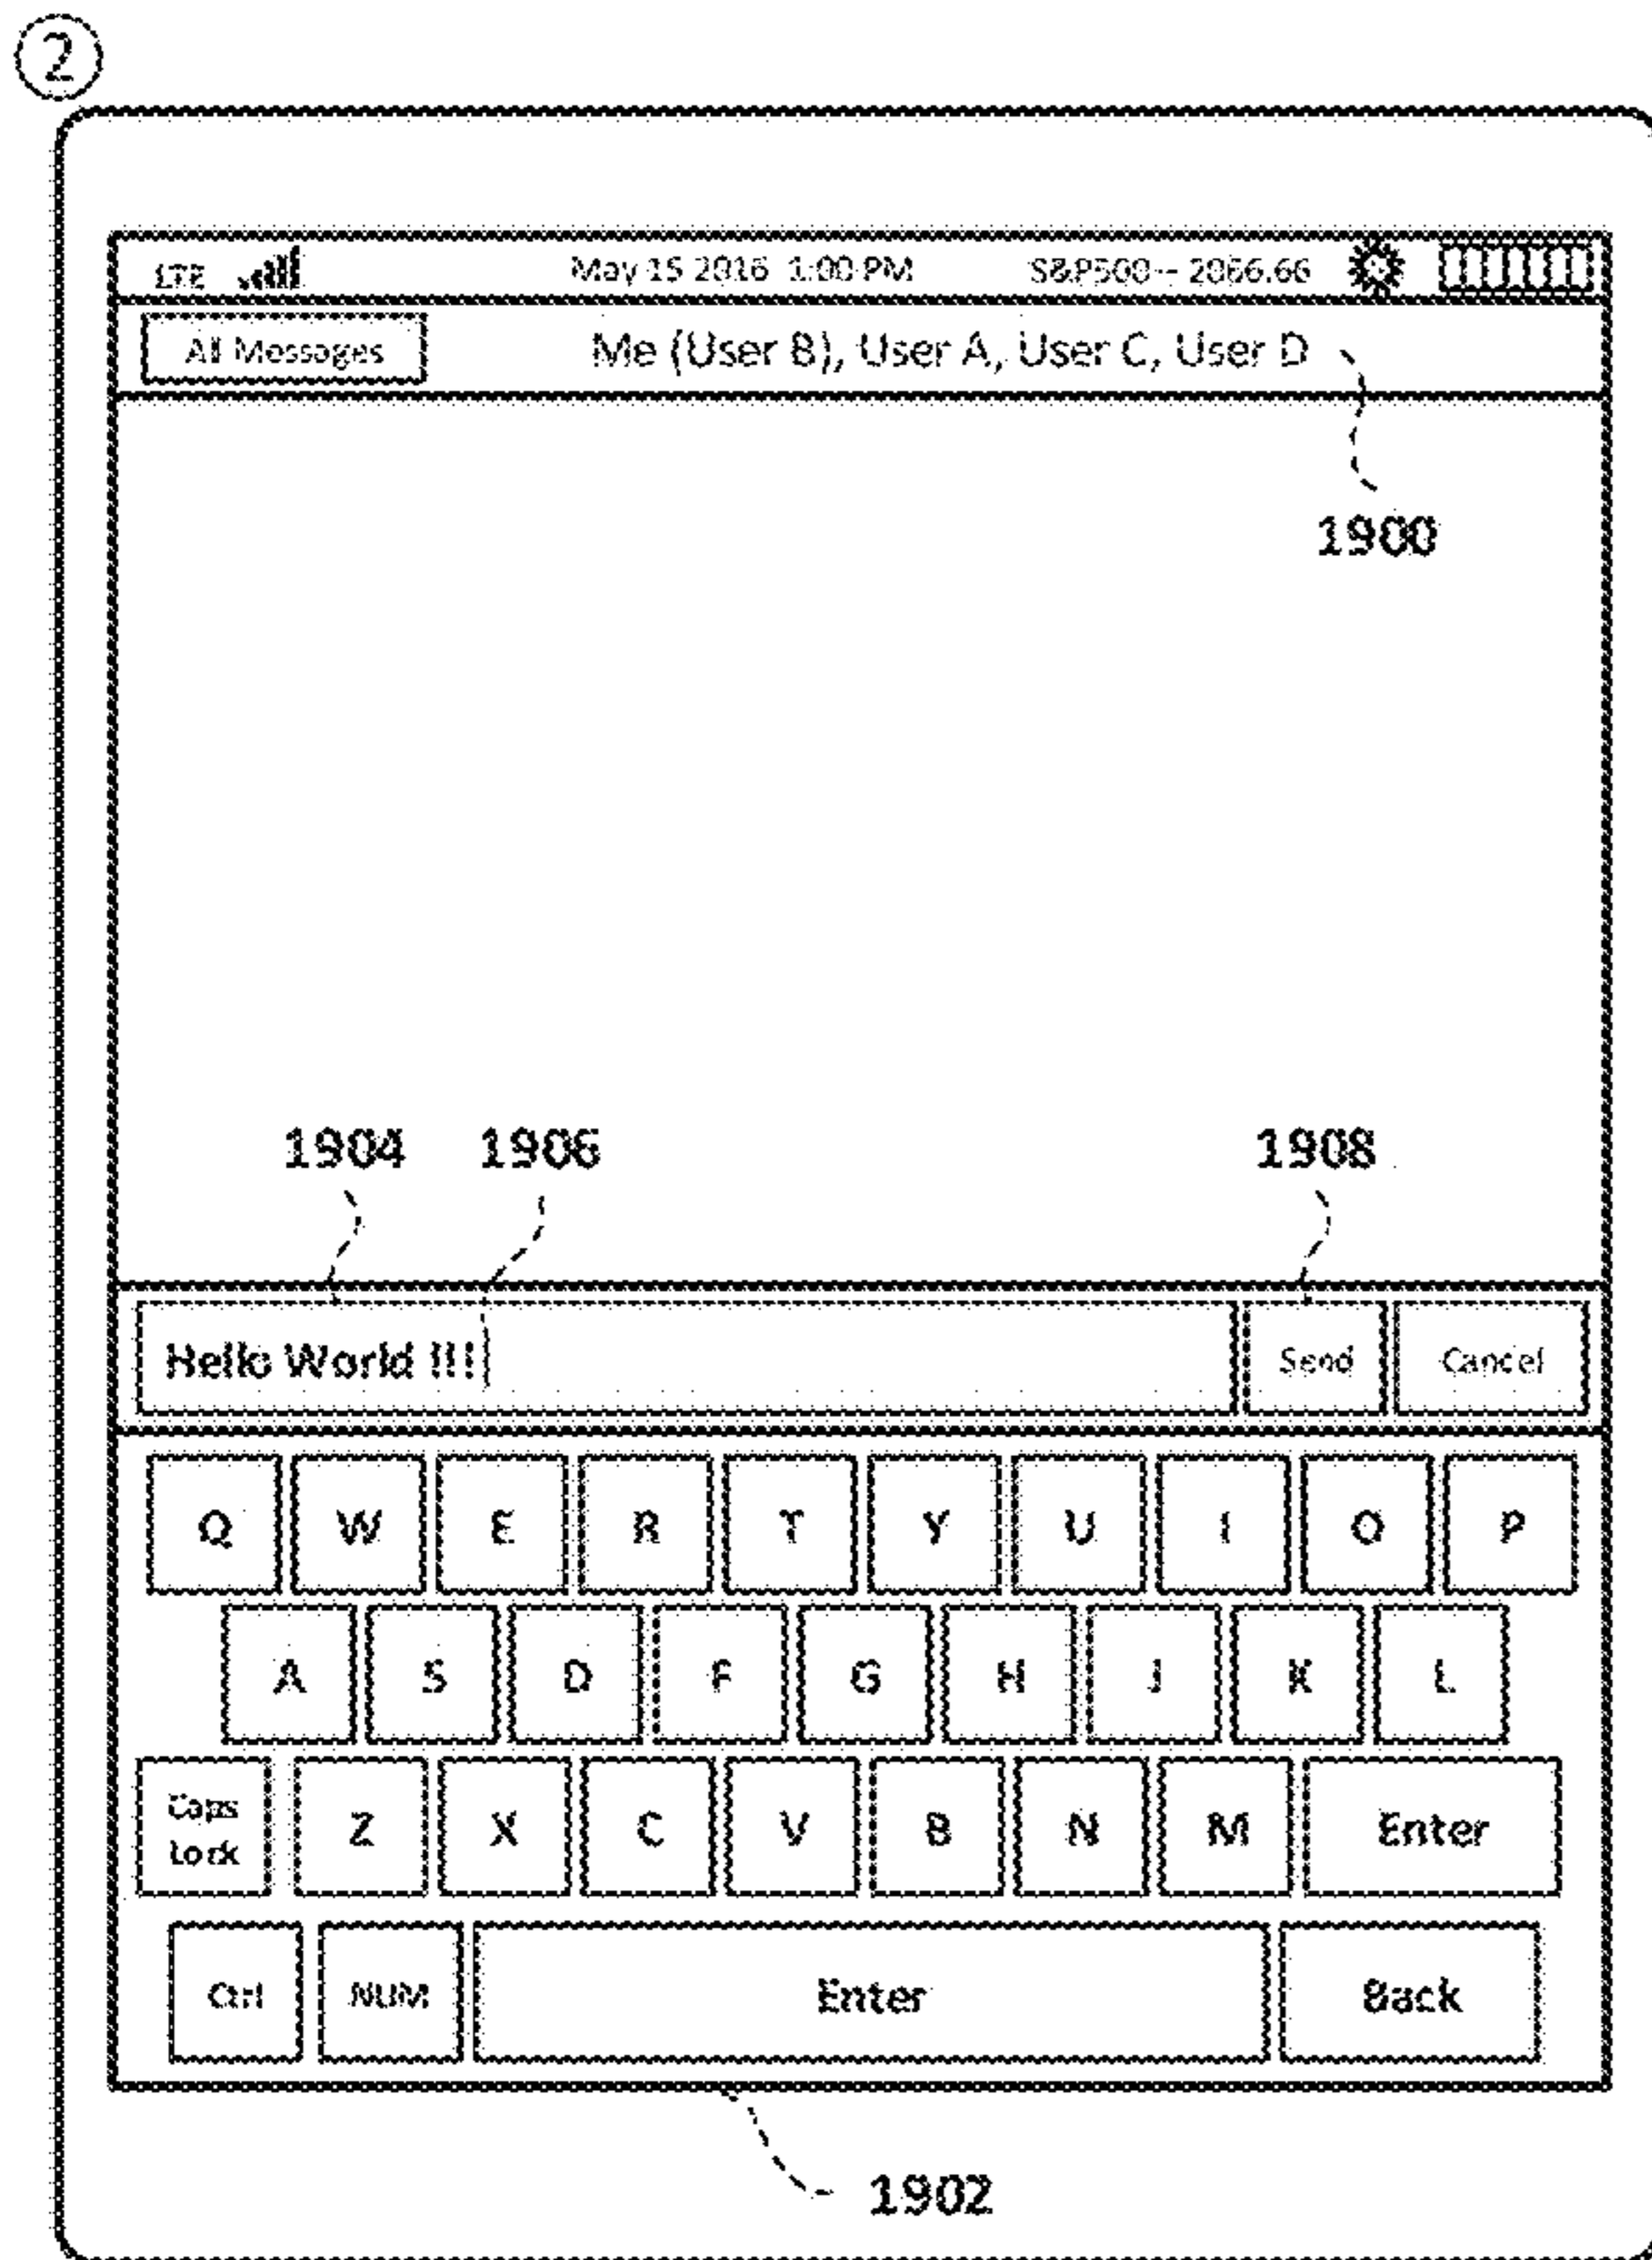 2
LTE May 15 2016 1:00 PM S&P500 -- 2066.66
All Messages Me (User B), User A, User C, User D
1900
1904 1906 1908
Hello World !!! Send Cancel
Q W E R T Y U I O P
A S D F G H J K L
Caps Lock Z X C V B N M Enter
Ctrl NUM Enter Back
1902